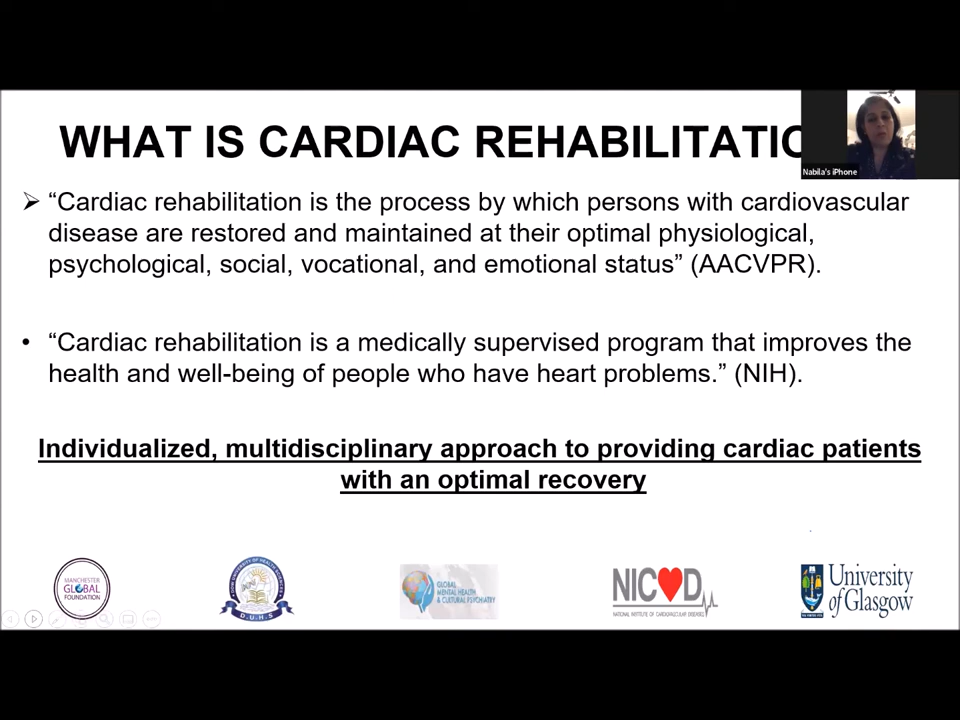 WHAT IS CARDIAC REHABILITATIO
Nabila's iPhone
➢ “Cardiac rehabilitation is the process by which persons with cardiovascular
disease are restored and maintained at their optimal physiological,
psychological, social, vocational, and emotional status” (AACVPR).
• “Cardiac rehabilitation is a medically supervised program that improves the
health and well-being of people who have heart problems.” (NIH).
Individualized, multidisciplinary approach to providing cardiac patients
with an optimal recovery
MANCHESTER
GLOBAL
FOUNDATION
D.U.H.S
GLOBAL
MENTAL HEALTH
& CULTURAL PSYCHIATRY
NICVD
NATIONAL INSTITUTE OF CARDIOVASCULAR DISEASES
University
of Glasgow